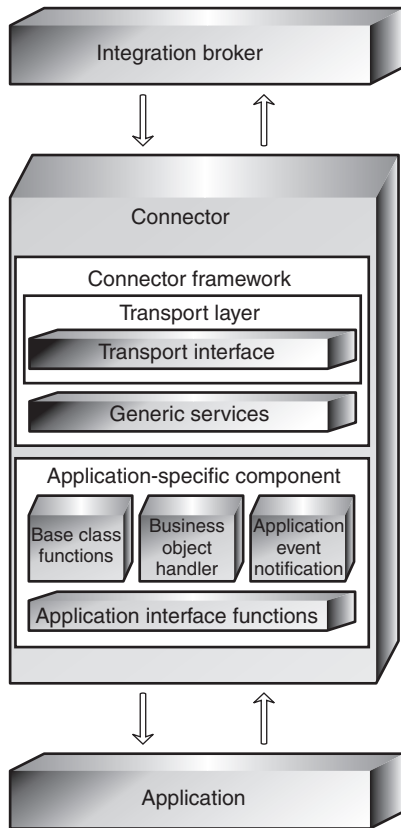 Integration broker
Connector
Connector framework
Transport layer
Transport interface
Generic services
Application-specific component
Base class
functions
Business
object
handler
Application
event
notification
Application interface functions
Application